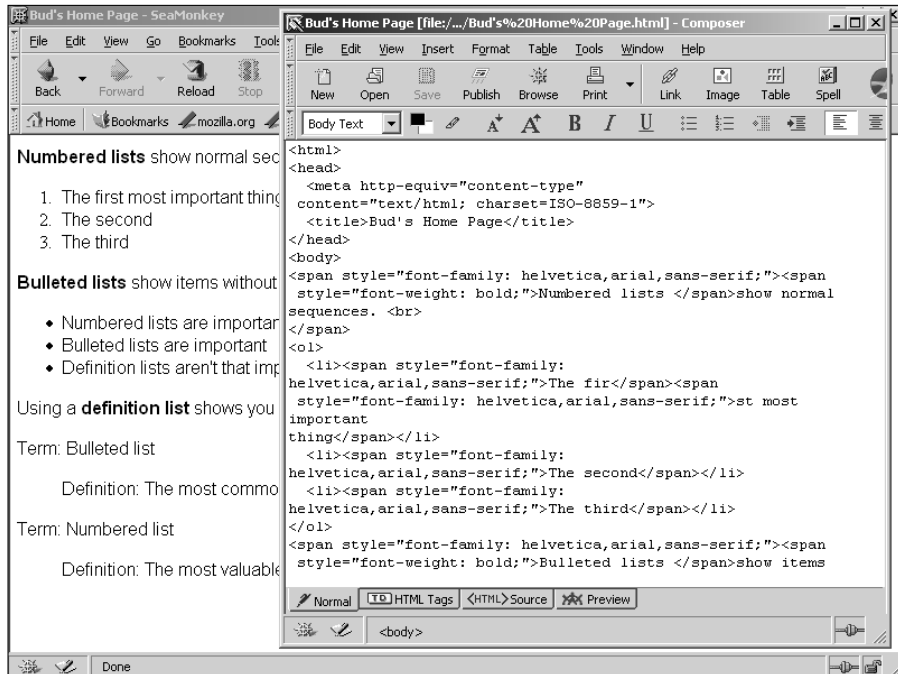 Bud's Home Page - SeaMonkey
File Edit View Go Bookmarks Tools
Back Forward Reload Stop
Home Bookmarks mozilla.org
Numbered lists show normal sec
1. The first most important thing
2. The second
3. The third
Bulleted lists show items without
• Numbered lists are importan
• Bulleted lists are important
• Definition lists aren't that imp
Using a definition list shows you
Term: Bulleted list
Definition: The most commo
Term: Numbered list
Definition: The most valuable
Done
Bud's Home Page [file:/.../Bud's%20Home%20Page.html] - Composer
File Edit View Insert Format Table Tools Window Help
New Open Save Publish Browse Print Link Image Table Spell
Body Text A A B I U
<html>
<head>
<meta http-equiv="content-type"
content="text/html; charset=ISO-8859-1">
<title>Bud's Home Page</title>
</head>
<body>
<span style="font-family: helvetica,arial,sans-serif;"><span
style="font-weight: bold;">Numbered lists </span>show normal
sequences. <br>
</span>
<ol>
<li><span style="font-family:
helvetica,arial,sans-serif;">The fir</span><span
style="font-family: helvetica,arial,sans-serif;">st most
important
thing</span></li>
<li><span style="font-family:
helvetica,arial,sans-serif;">The second</span></li>
<li><span style="font-family:
helvetica,arial,sans-serif;">The third</span></li>
</ol>
<span style="font-family: helvetica,arial,sans-serif;"><span
style="font-weight: bold;">Bulleted lists </span>show items
Normal TD HTML Tags <HTML> Source Preview
<body>